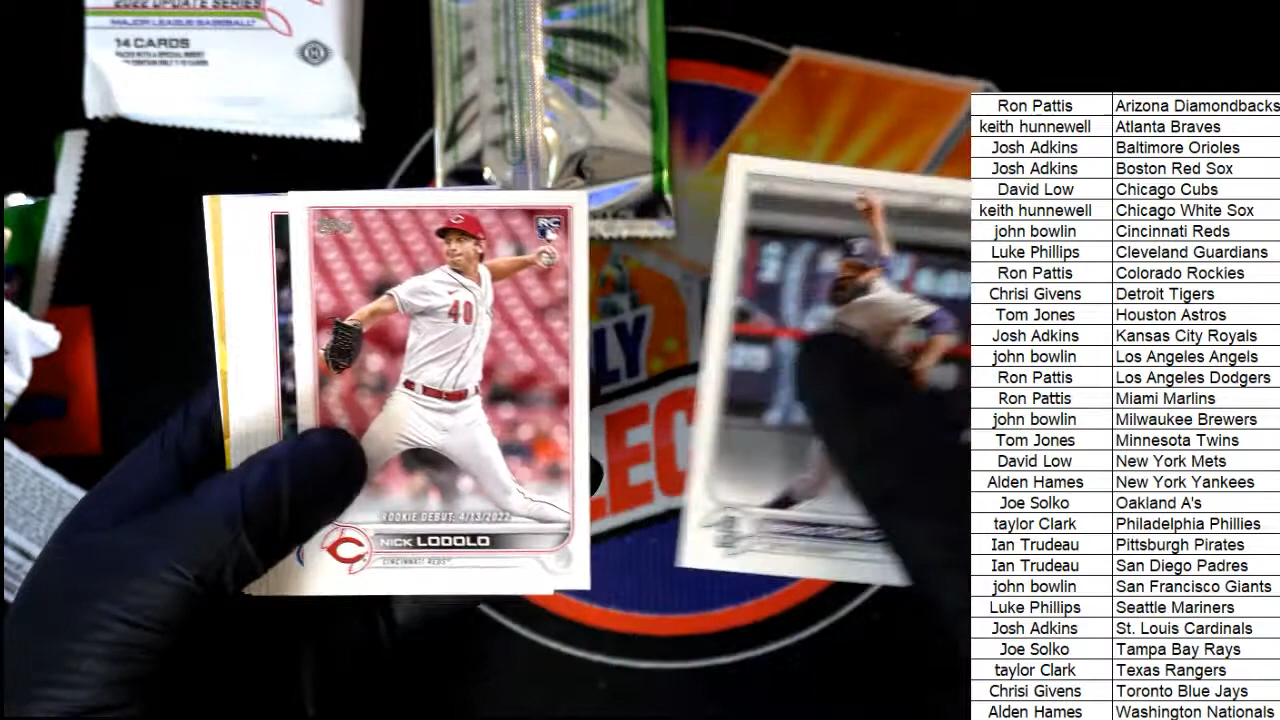 2022 UPDATE SERIES
MAJOR LEAGUE BASEBALL
14 CARDS
Topps
RC
40
ROOKIE DEBUT: 4/13/2022
NICK LODOLO
CINCINNATI REDS
LY
LEC
Ron Pattis Arizona Diamondbacks
keith hunnewell Atlanta Braves
Josh Adkins Baltimore Orioles
Josh Adkins Boston Red Sox
David Low Chicago Cubs
keith hunnewell Chicago White Sox
john bowlin Cincinnati Reds
Luke Phillips Cleveland Guardians
Ron Pattis Colorado Rockies
Chrisi Givens Detroit Tigers
Tom Jones Houston Astros
Josh Adkins Kansas City Royals
john bowlin Los Angeles Angels
Ron Pattis Los Angeles Dodgers
Ron Pattis Miami Marlins
john bowlin Milwaukee Brewers
Tom Jones Minnesota Twins
David Low New York Mets
Alden Hames New York Yankees
Joe Solko Oakland A's
taylor Clark Philadelphia Phillies
Ian Trudeau Pittsburgh Pirates
Ian Trudeau San Diego Padres
john bowlin San Francisco Giants
Luke Phillips Seattle Mariners
Josh Adkins St. Louis Cardinals
Joe Solko Tampa Bay Rays
taylor Clark Texas Rangers
Chrisi Givens Toronto Blue Jays
Alden Hames Washington Nationals